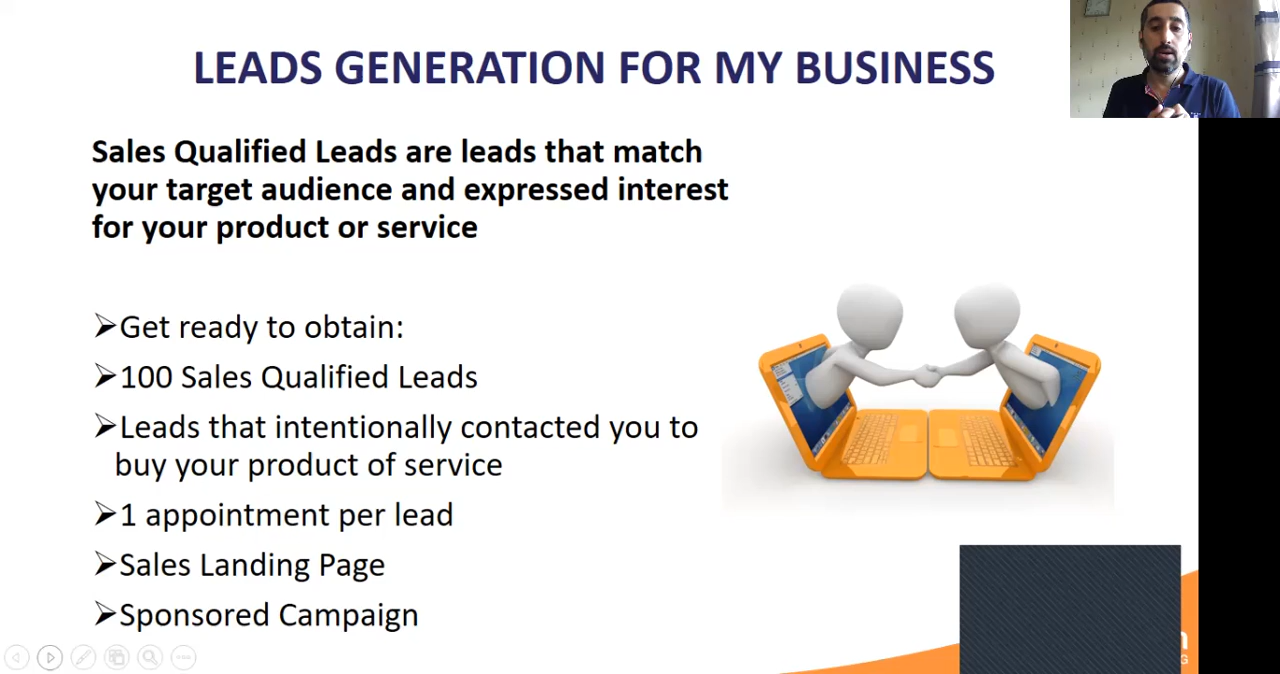 LEADS GENERATION FOR MY BUSINESS
Sales Qualified Leads are leads that match
your target audience and expressed interest
for your product or service
Get ready to obtain:
100 Sales Qualified Leads
Leads that intentionally contacted you to
buy your product of service
1 appointment per lead
Sales Landing Page
Sponsored Campaign